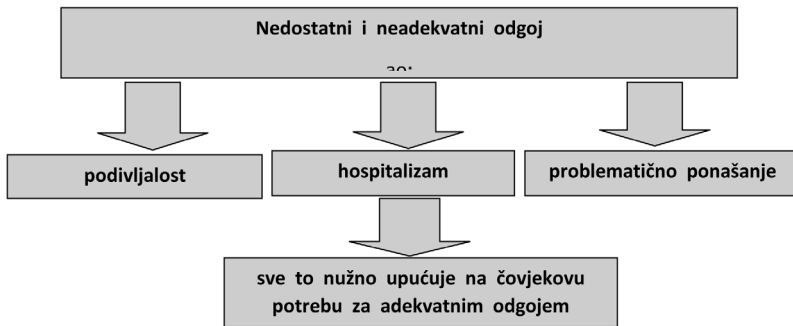 Nedostatni i neadekvatni odgoj
podivljalost
hospitalizam
problematično ponašanje
sve to nužno upućuje na čovjekovu
potrebu za adekvatnim odgojem